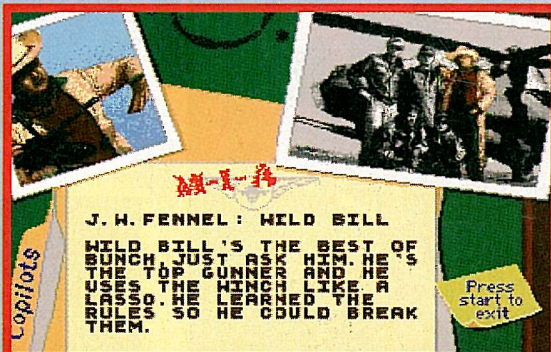 M-I-A
J.W.FENNEL: WILD BILL
WILD BILL'S THE BEST OF
BUNCH,JUST ASK HIM.HE'S
THE TOP GUNNER AND HE
USES THE WINCH LIKE A
LASSO.HE LEARNED THE
RULES SO HE COULD BREAK
THEM.
Copilots
Press
start to
exit